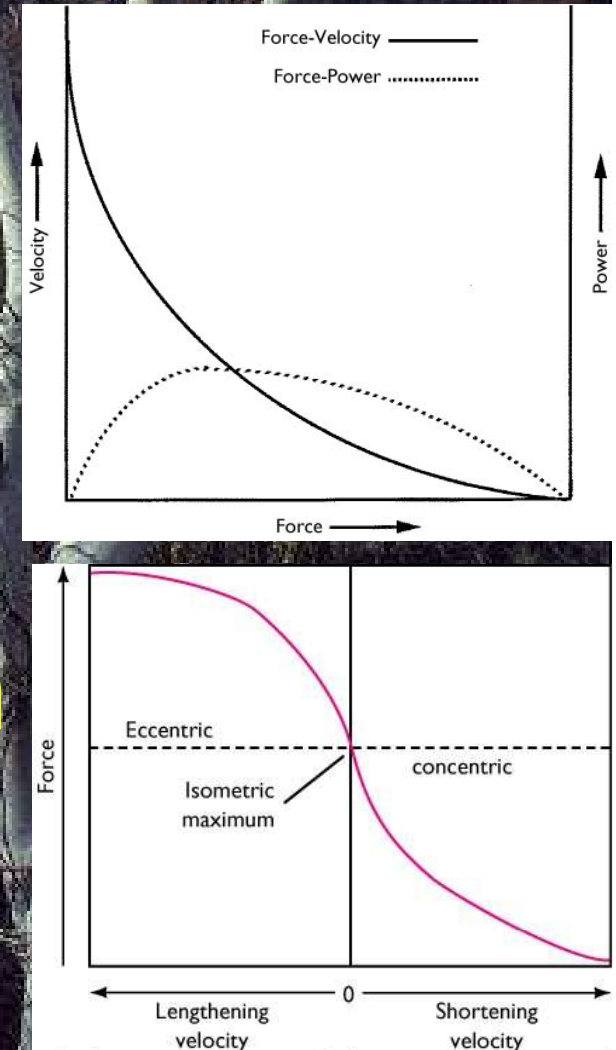 Force-Velocity
Force-Power
Velocity
Power
Force
Force
Eccentric
concentric
Isometric
maximum
0
Lengthening
velocity
Shortening
velocity